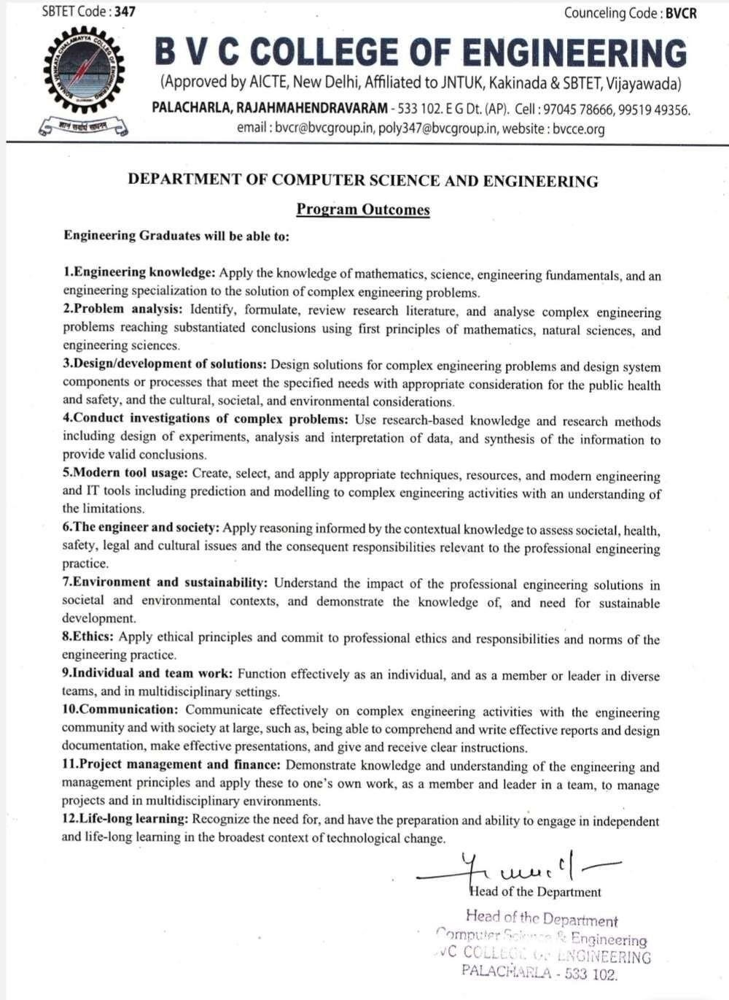 SBTET Code : 347
Counceling Code : BVCR
BONAM VENKATA CHALAMAYYA COLLEG OF ENGINEERING
ज्ञानं सर्वार्थ साधनम्
B V C COLLEGE OF ENGINEERING
(Approved by AICTE, New Delhi, Affiliated to JNTUK, Kakinada & SBTET, Vijayawada)
PALACHARLA, RAJAHMAHENDRAVARAM - 533 102. E G Dt. (AP). Cell : 97045 78666, 99519 49356.
email : bvcr@bvcgroup.in, poly347@bvcgroup.in, website : bvcce.org
DEPARTMENT OF COMPUTER SCIENCE AND ENGINEERING
Program Outcomes
Engineering Graduates will be able to:
1.Engineering knowledge: Apply the knowledge of mathematics, science, engineering fundamentals, and an
engineering specialization to the solution of complex engineering problems.
2.Problem analysis: Identify, formulate, review research literature, and analyse complex engineering
problems reaching substantiated conclusions using first principles of mathematics, natural sciences, and
engineering sciences.
3.Design/development of solutions: Design solutions for complex engineering problems and design system
components or processes that meet the specified needs with appropriate consideration for the public health
and safety, and the cultural, societal, and environmental considerations.
4.Conduct investigations of complex problems: Use research-based knowledge and research methods
including design of experiments, analysis and interpretation of data, and synthesis of the information to
provide valid conclusions.
5.Modern tool usage: Create, select, and apply appropriate techniques, resources, and modern engineering
and IT tools including prediction and modelling to complex engineering activities with an understanding of
the limitations.
6.The engineer and society: Apply reasoning informed by the contextual knowledge to assess societal, health,
safety, legal and cultural issues and the consequent responsibilities relevant to the professional engineering
practice.
7.Environment and sustainability: Understand the impact of the professional engineering solutions in
societal and environmental contexts, and demonstrate the knowledge of, and need for sustainable
development.
8.Ethics: Apply ethical principles and commit to professional ethics and responsibilities and norms of the
engineering practice.
9.Individual and team work: Function effectively as an individual, and as a member or leader in diverse
teams, and in multidisciplinary settings.
10.Communication: Communicate effectively on complex engineering activities with the engineering
community and with society at large, such as, being able to comprehend and write effective reports and design
documentation, make effective presentations, and give and receive clear instructions.
11.Project management and finance: Demonstrate knowledge and understanding of the engineering and
management principles and apply these to one's own work, as a member and leader in a team, to manage
projects and in multidisciplinary environments.
12.Life-long learning: Recognize the need for, and have the preparation and ability to engage in independent
and life-long learning in the broadest context of technological change.
Head of the Department
Head of the Department
Computer Science & Engineering
VC COLLEGE OF ENGINEERING
PALACHARLA - 533 102.